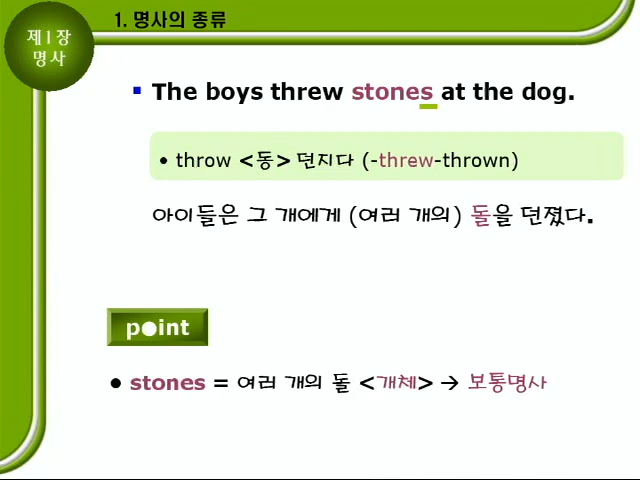 제1장
명사
1. 명사의 종류
▪ The boys threw stones at the dog.
• throw <동> 던지다 (-threw-thrown)
아이들은 그 개에게 (여러 개의) 돌을 던졌다.
point
• stones = 여러 개의 돌 <개체> → 보통명사